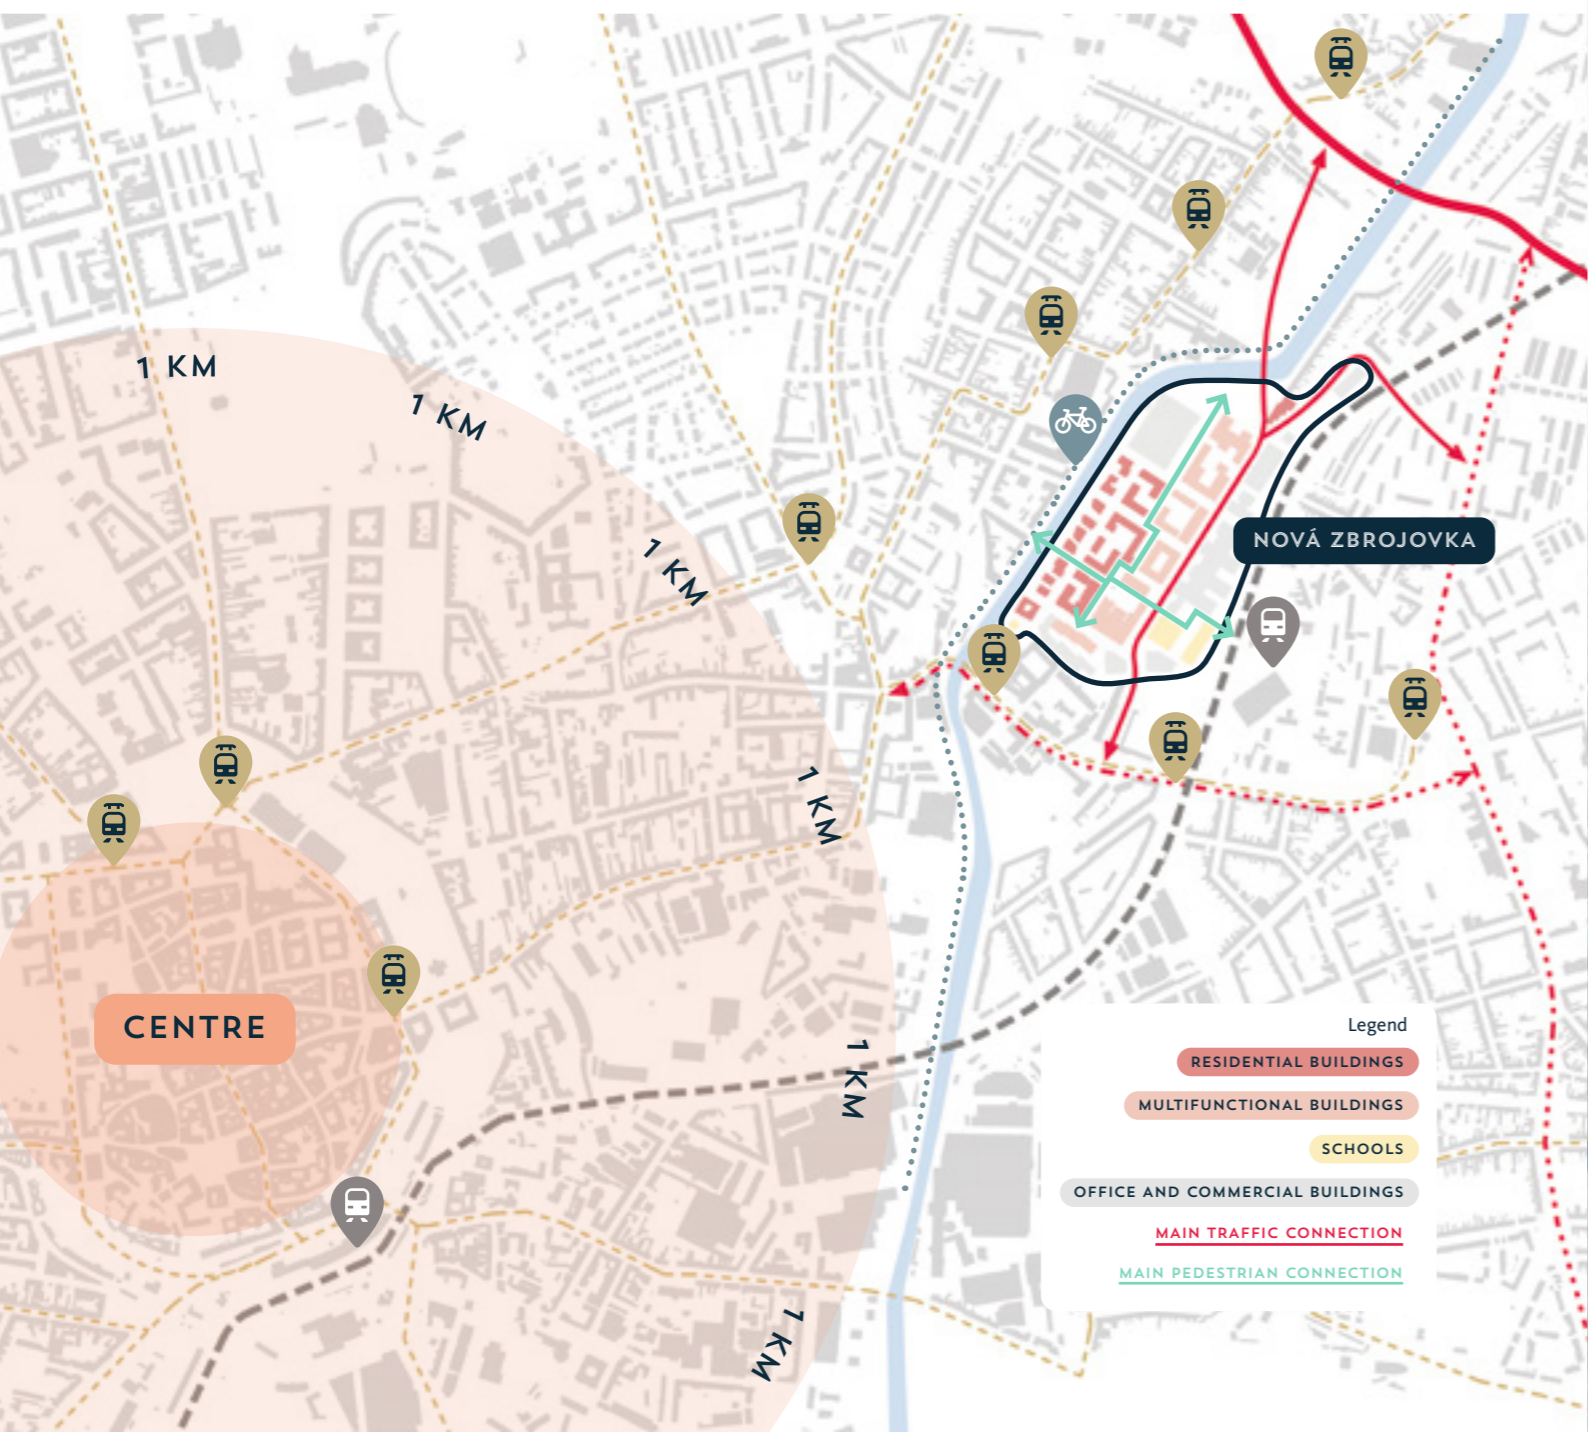 1 KM
1 KM
1 KM
NOVÁ ZBROJOVKA
1 KM
CENTRE
1 KM
1 KM
Legend
RESIDENTIAL BUILDINGS
MULTIFUNCTIONAL BUILDINGS
SCHOOLS
OFFICE AND COMMERCIAL BUILDINGS
MAIN TRAFFIC CONNECTION
MAIN PEDESTRIAN CONNECTION